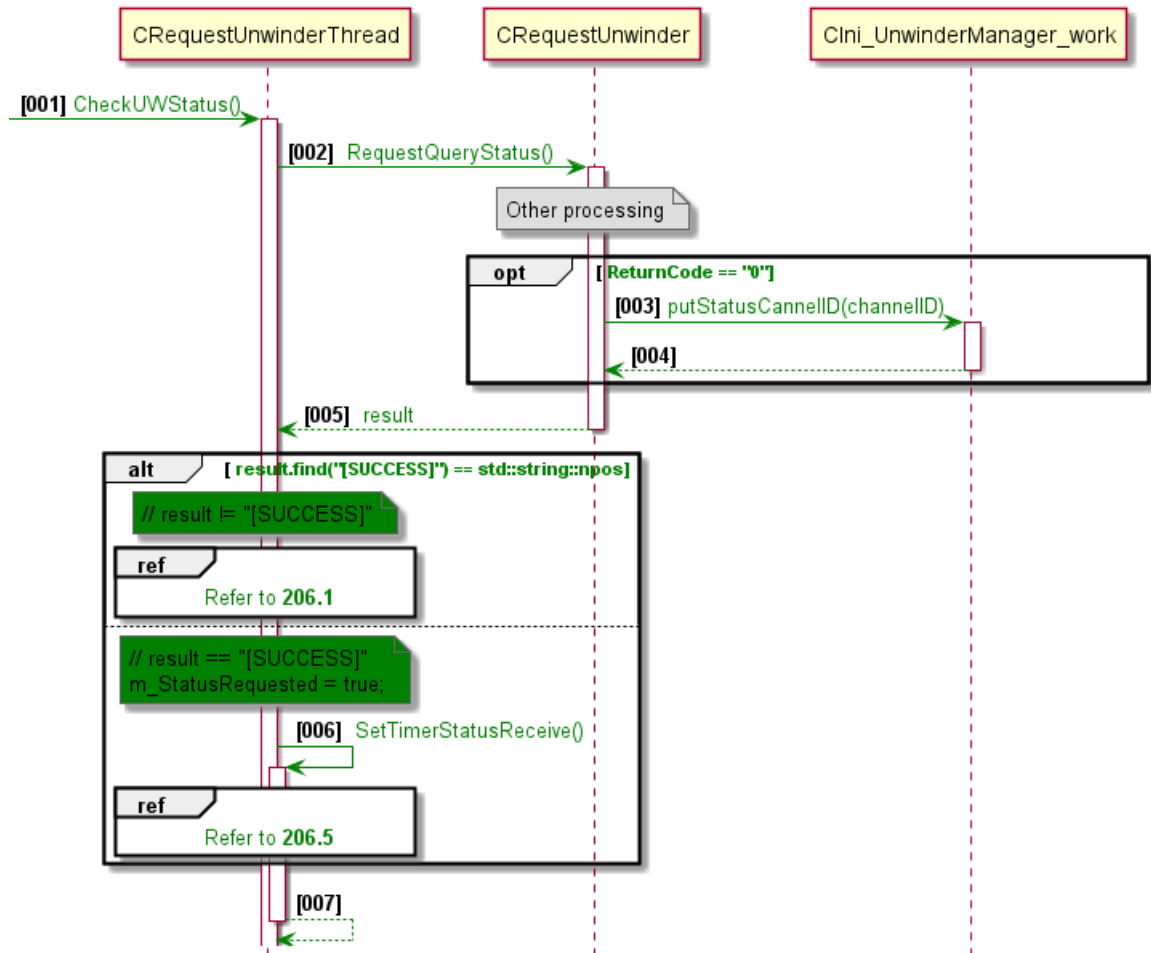 CRequestUnwinderThread
CRequestUnwinder
CIni_UnwinderManager_work
[001] CheckUWStatus()
[002] RequestQueryStatus()
Other processing
opt [ ReturnCode == "0"]
[003] putStatusCannelID(channelID)
[004]
[005] result
alt [ result.find("[SUCCESS]") == std::string::npos]
// result != "[SUCCESS]"
ref
Refer to 206.1
// result == "[SUCCESS]"
m_StatusRequested = true;
[006] SetTimerStatusReceive()
ref
Refer to 206.5
[007]